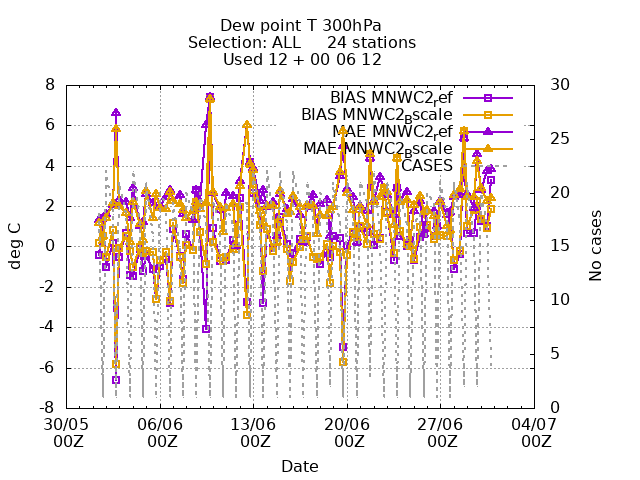 Dew point T 300hPa
Selection: ALL 24 stations
Used 12 + 00 06 12
BIAS MNWC2ref
BIAS MNWC2Bscale
MAE MNWC2ref
MAE MNWC2Bscale
CASES
8
6
4
2
0
-2
-4
-6
-8
deg C
30
25
20
15
10
5
0
No cases
30/05 06/06 13/06 20/06 27/06 04/07
00Z 00Z 00Z 00Z 00Z 00Z
Date